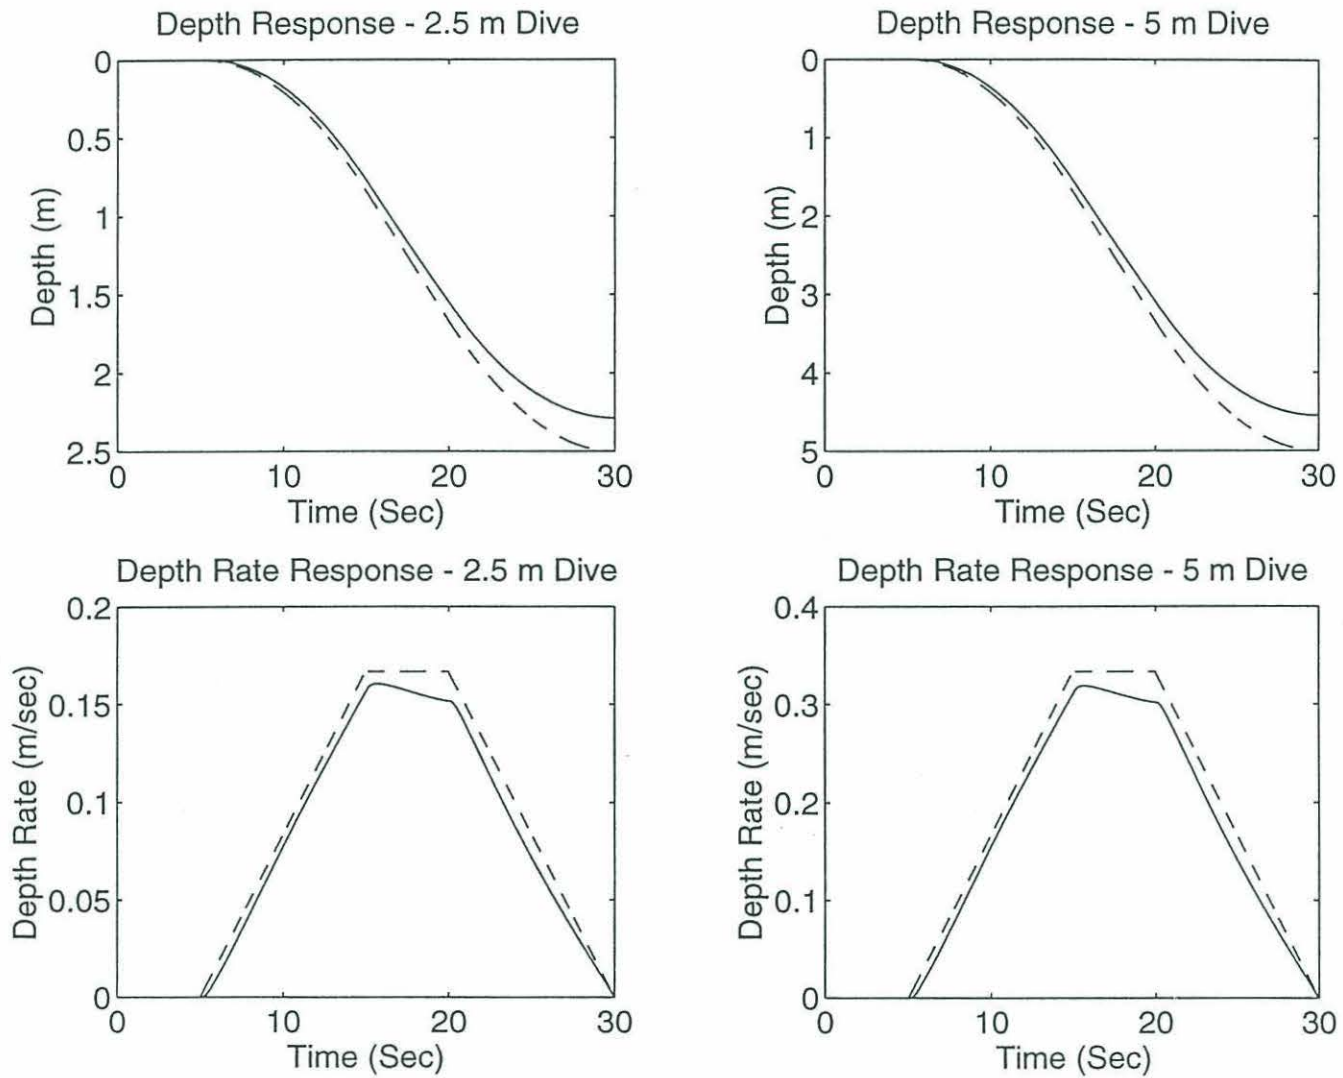 Depth Response - 2.5 m Dive
0
0.5
1
1.5
2
2.5
Depth (m)
0 10 20 30
Time (Sec)
Depth Response - 5 m Dive
0
1
2
3
4
5
Depth (m)
0 10 20 30
Time (Sec)
Depth Rate Response - 2.5 m Dive
0.2
0.15
0.1
0.05
0
Depth Rate (m/sec)
0 10 20 30
Time (Sec)
Depth Rate Response - 5 m Dive
0.4
0.3
0.2
0.1
0
Depth Rate (m/sec)
0 10 20 30
Time (Sec)